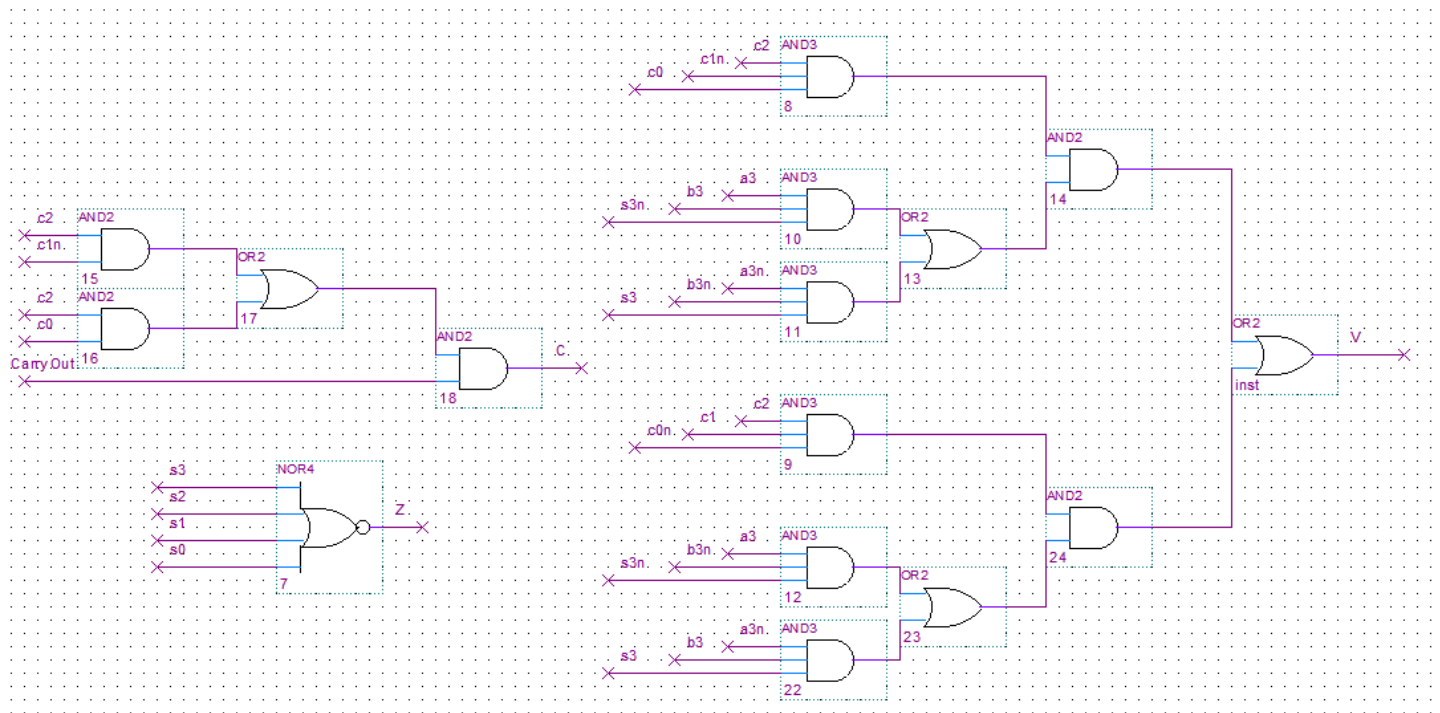 c2
AND3
c1n
c0
8
AND2
14
a3
AND3
b3
s3n
10
OR2
13
a3n
AND3
b3n
s3
11
c2
AND2
c1n
15
OR2
17
c2
AND2
c0
16
Carry Out
AND2
C
18
OR2
V
inst
c2
AND3
c1
c0n
9
s3
NOR4
s2
Z
s1
s0
7
AND2
24
a3
AND3
b3n
s3n
12
OR2
23
a3n
AND3
b3
s3
22